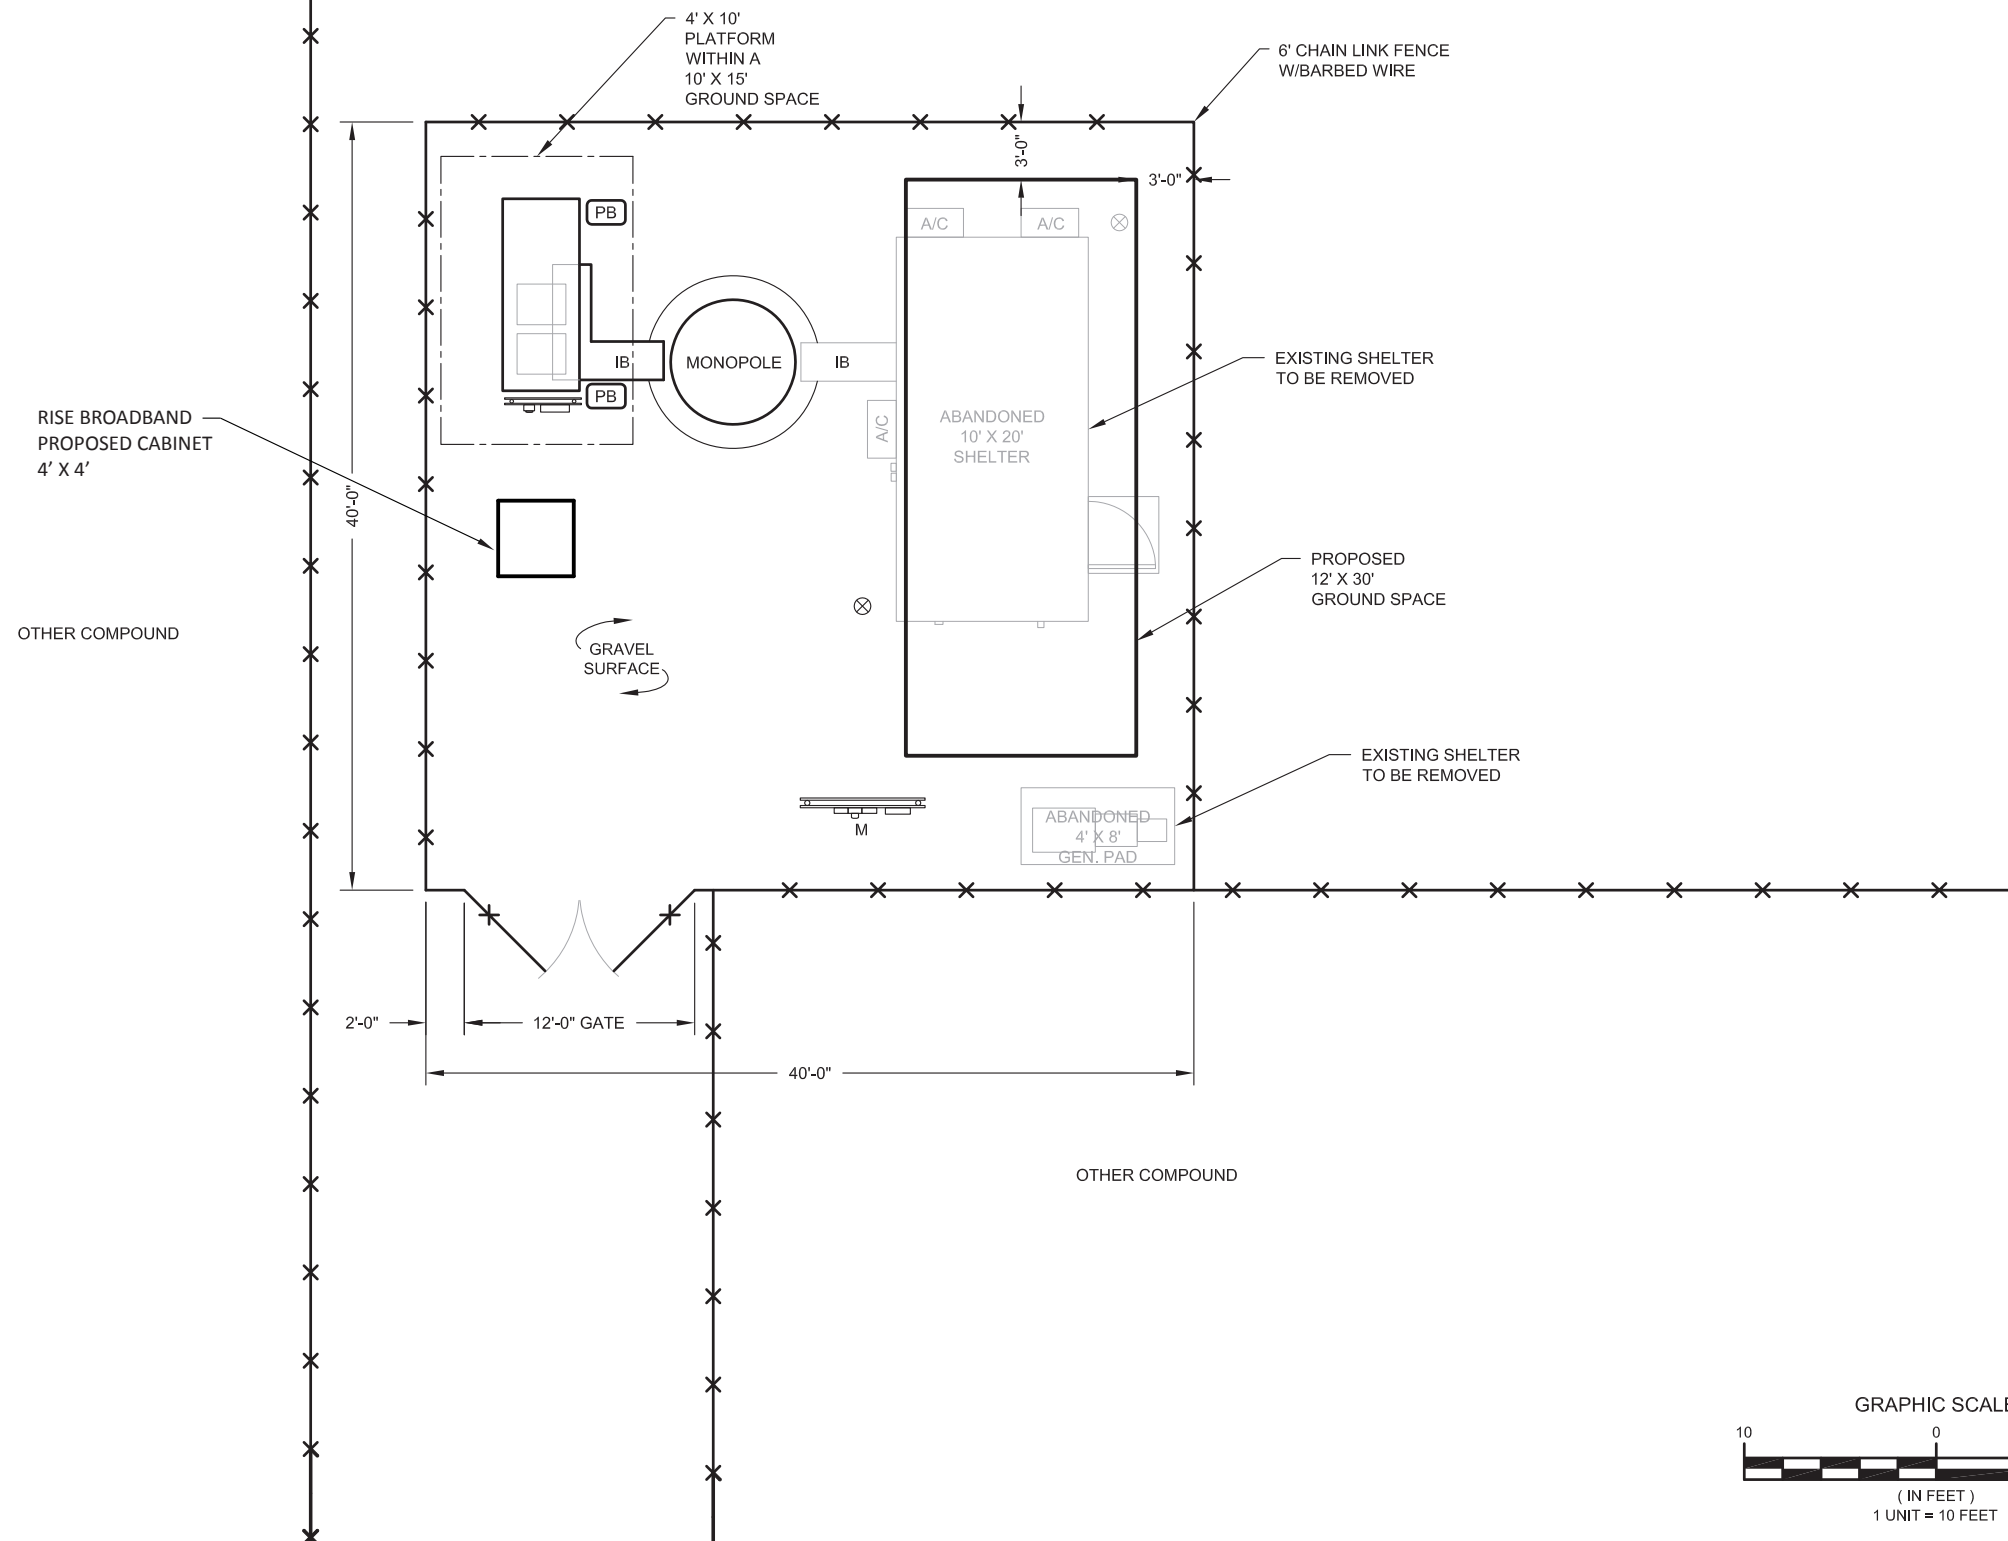 4' X 10'
PLATFORM
WITHIN A
10' X 15'
GROUND SPACE
6' CHAIN LINK FENCE
W/BARBED WIRE
3'-0"
3'-0"
PB
A/C
A/C
IB
MONOPOLE
IB
EXISTING SHELTER
TO BE REMOVED
PB
RISE BROADBAND
PROPOSED CABINET
4’ X 4’
A/C
ABANDONED
10' X 20'
SHELTER
40'-0"
PROPOSED
12' X 30'
GROUND SPACE
OTHER COMPOUND
GRAVEL
SURFACE
EXISTING SHELTER
TO BE REMOVED
M
ABANDONED
4' X 8'
GEN. PAD
2'-0"
12'-0" GATE
40'-0"
OTHER COMPOUND
GRAPHIC SCALE
10
0
( IN FEET )
1 UNIT = 10 FEET